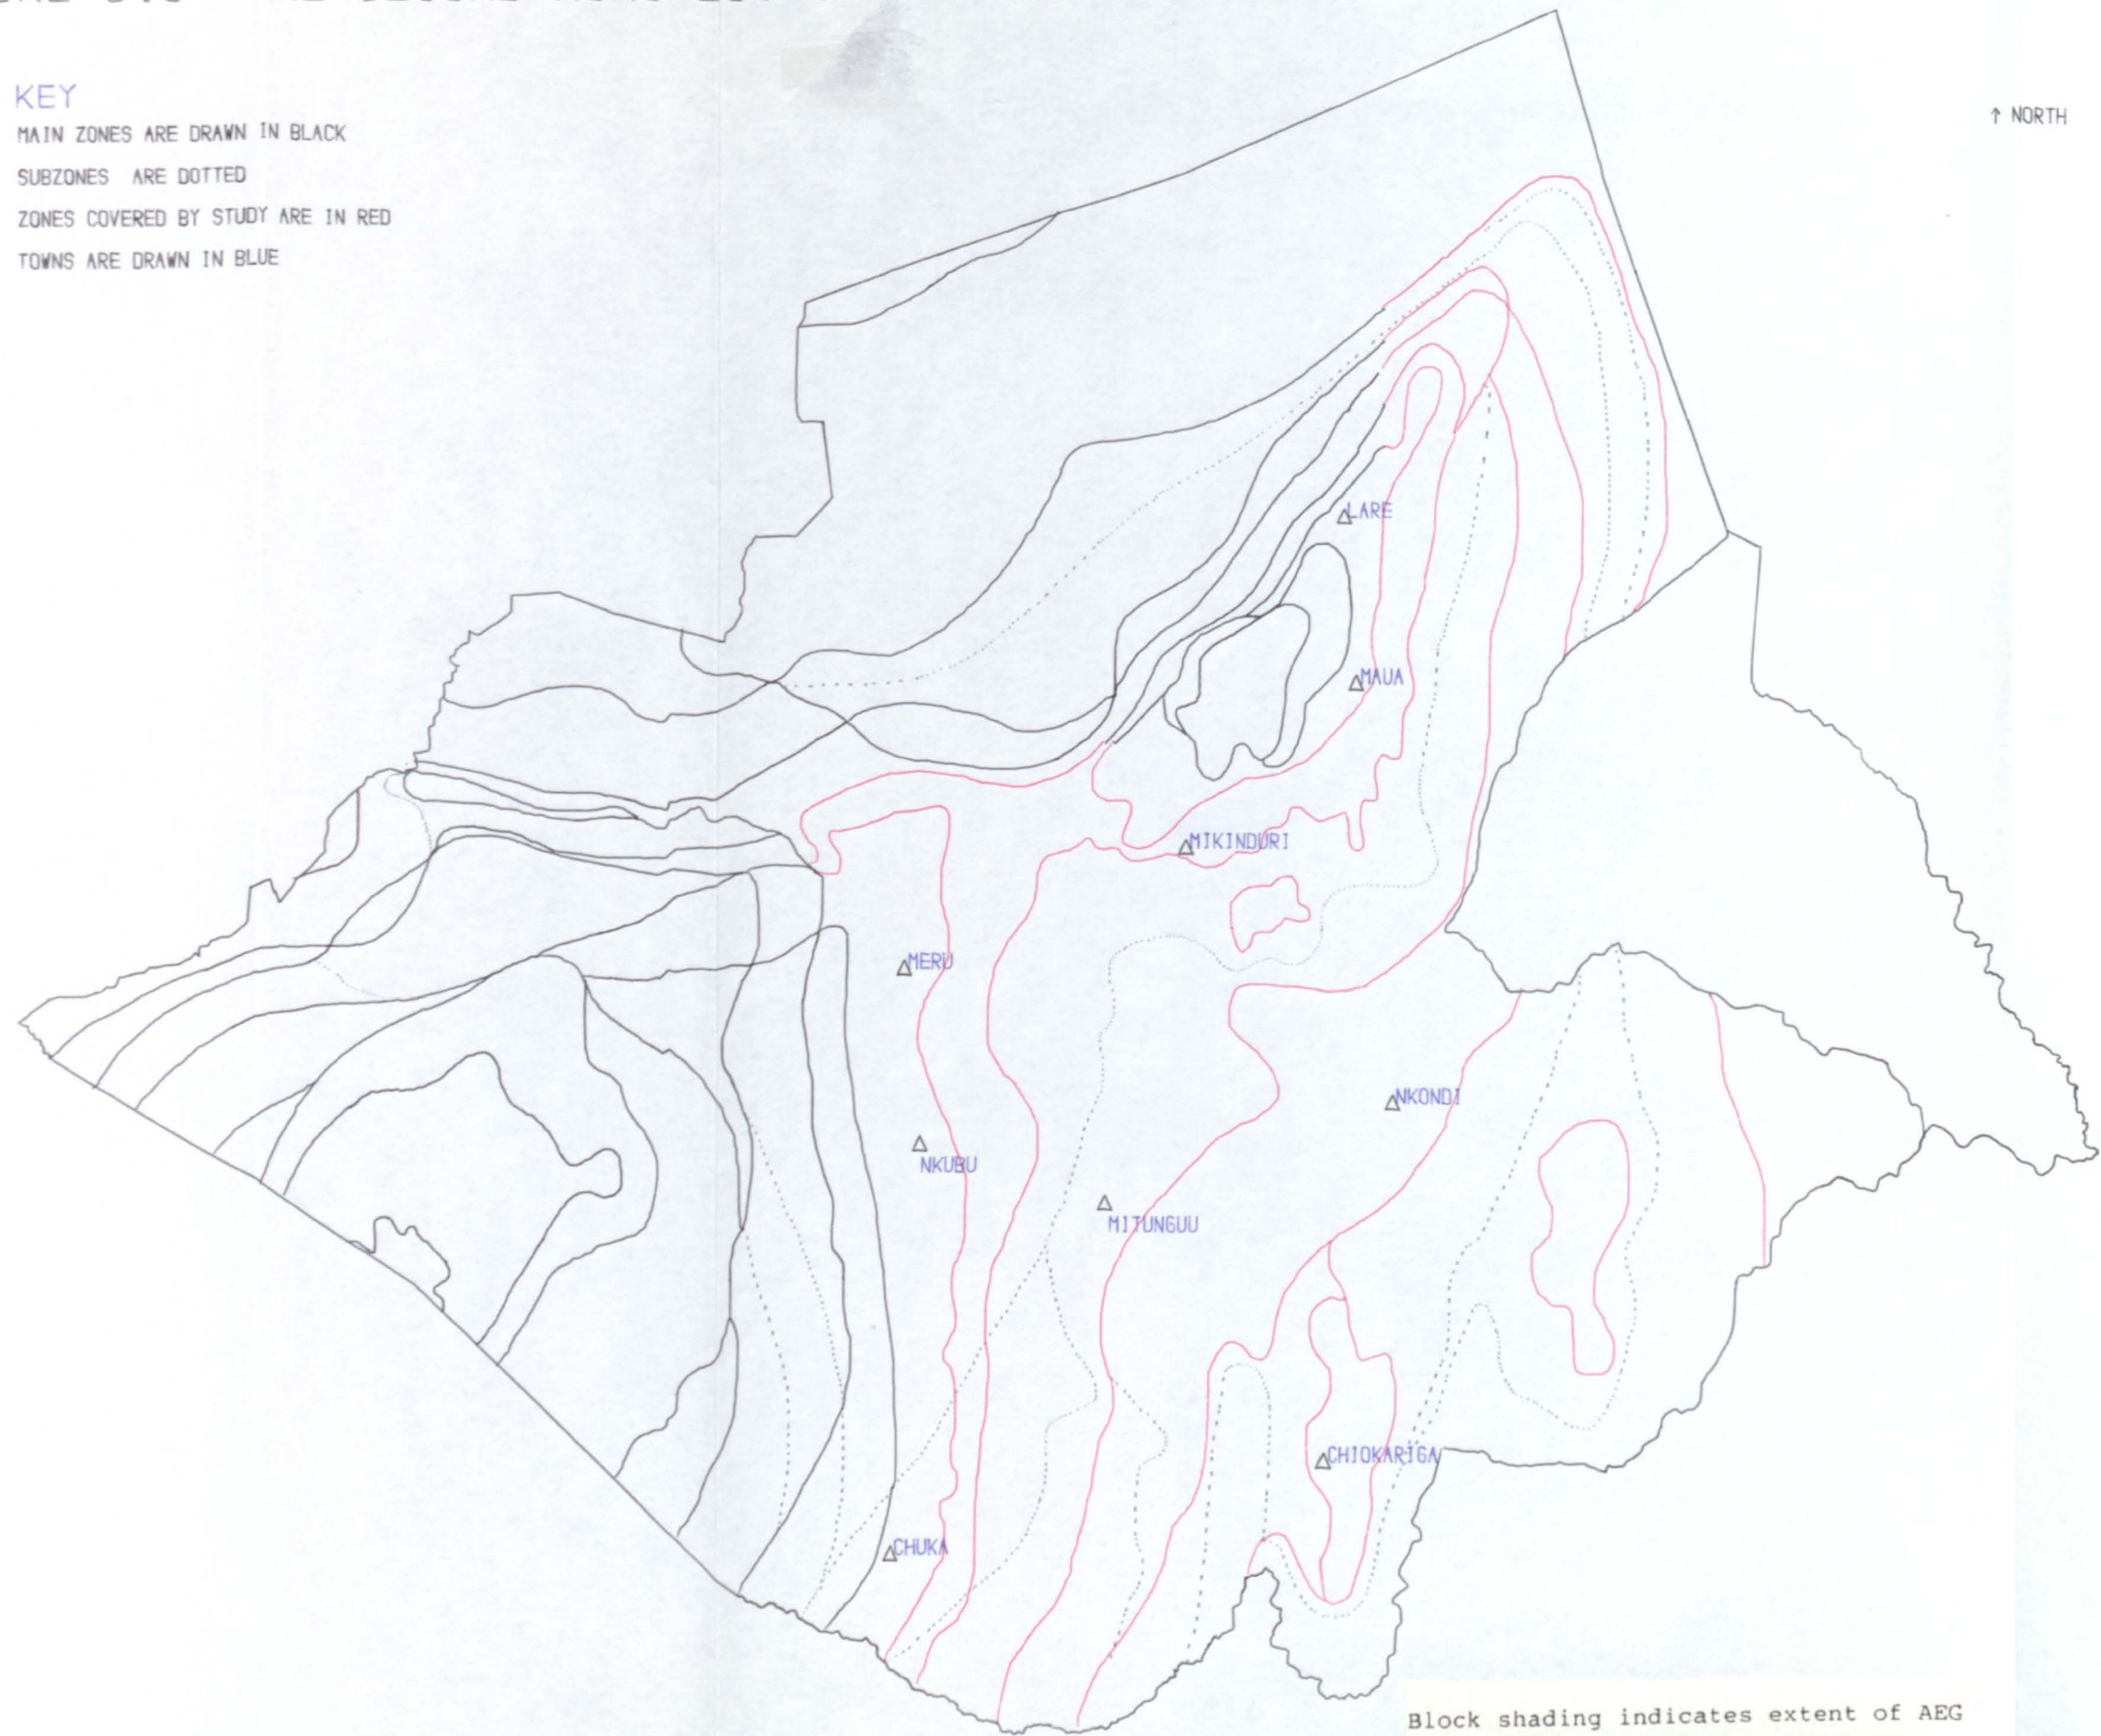 KEY
MAIN ZONES ARE DRAWN IN BLACK
SUBZONES ARE DOTTED
ZONES COVERED BY STUDY ARE IN RED
TOWNS ARE DRAWN IN BLUE
↑ NORTH
LARE
MAUA
MIKINDURI
MERU
NKONDI
NKUBU
MITUNGUU
CHIOKARIGA
CHUKA
Block shading indicates extent of AEG